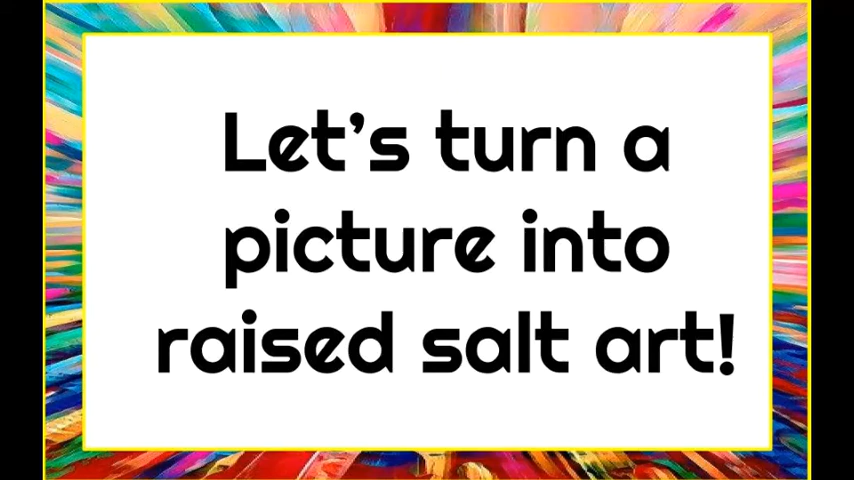 Let’s turn a
picture into
raised salt art!